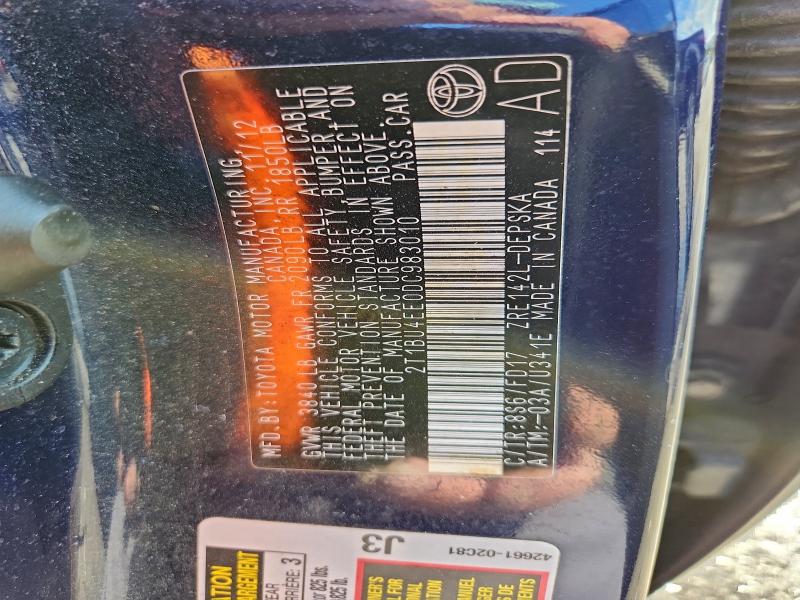 MFD.BY:TOYOTA MOTOR MANUFACTURING,
CANADA, INC. 11/12
GVWR 3840 LB GAWR FR 2090LB,RR 1850LB
THIS VEHICLE CONFORMS TO ALL APPLICABLE
FEDERAL MOTOR VEHICLE SAFETY, BUMPER AND
THEFT PREVENTION STANDARDS IN EFFECT ON
THE DATE OF MANUFACTURE SHOWN ABOVE
2T1BU4EE0DC983010 PASS.CAR
C/TR:8S6/FD17 ZRE142L-DEPSKA
A/TM:-03A/U341E MADE IN CANADA 114
AD
J3
42661-02C81
ARRIÈRE: 3